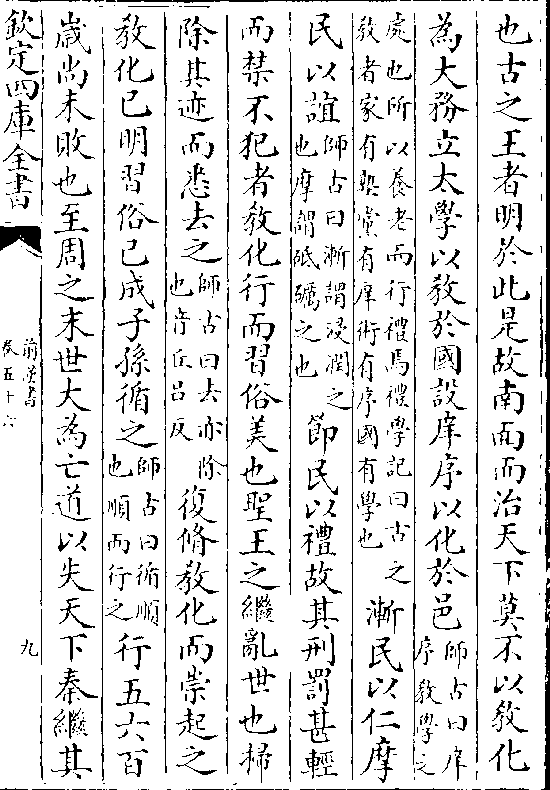 也古之王者明於此是故南面而治天下莫不以教化
為大務立太學以教於國設庠序以化於邑師古曰庠序教學之
處也所以養老而行禮焉禮學記曰古之教者家有塾黨有庠術有序國有學也漸民以仁摩
民以誼師古曰漸謂浸潤之也摩謂砥礪之也節民以禮故其刑罰甚輕
而禁不犯者教化行而習俗美也聖王之繼亂世也掃
除其迹而悉去之師古曰去亦除也音丘呂反復脩教化而崇起之
教化已明習俗已成子孫循之師古曰循順也順而行之行五六百
歲尚未敗也至周之末世大為亡道以失天下秦繼其
欽定四庫全書
前漢書
卷五十六
九